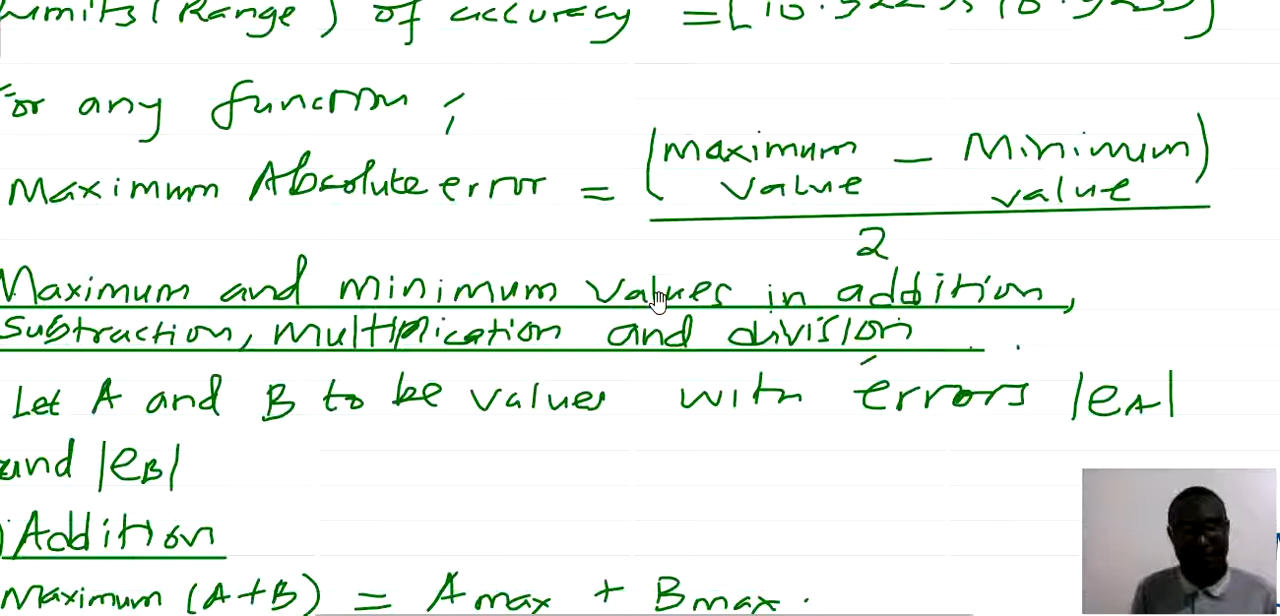 Limits (Range) of accuracy = [
For any function ;
Maximum Absolute error = (maximum value - Minimum value)
2
Maximum and minimum values in addition,
subtraction, multiplication and division .
Let A and B to be values with errors |eA|
and |eB|
) Addition
Maximum (A+B) = Amax + Bmax .